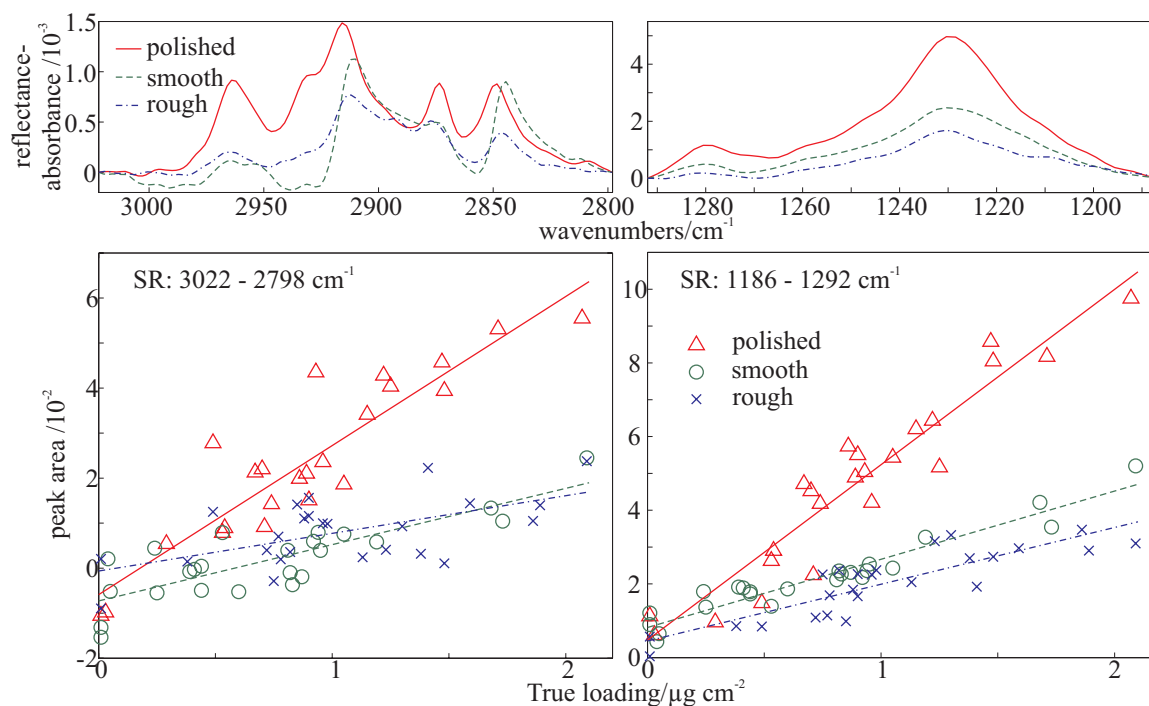 reflectance-
absorbance /10⁻³
1.5
1.0
0.5
0
polished
smooth
rough
3000
2950
2900
2850
2800
4
2
0
1280
1260
1240
1220
1200
wavenumbers/cm⁻¹
peak area /10⁻²
SR: 3022 - 2798 cm⁻¹
6
4
2
0
-2
0
1
2
SR: 1186 - 1292 cm⁻¹
polished
smooth
rough
10
8
6
4
2
0
0
1
2
True loading/µg cm⁻²